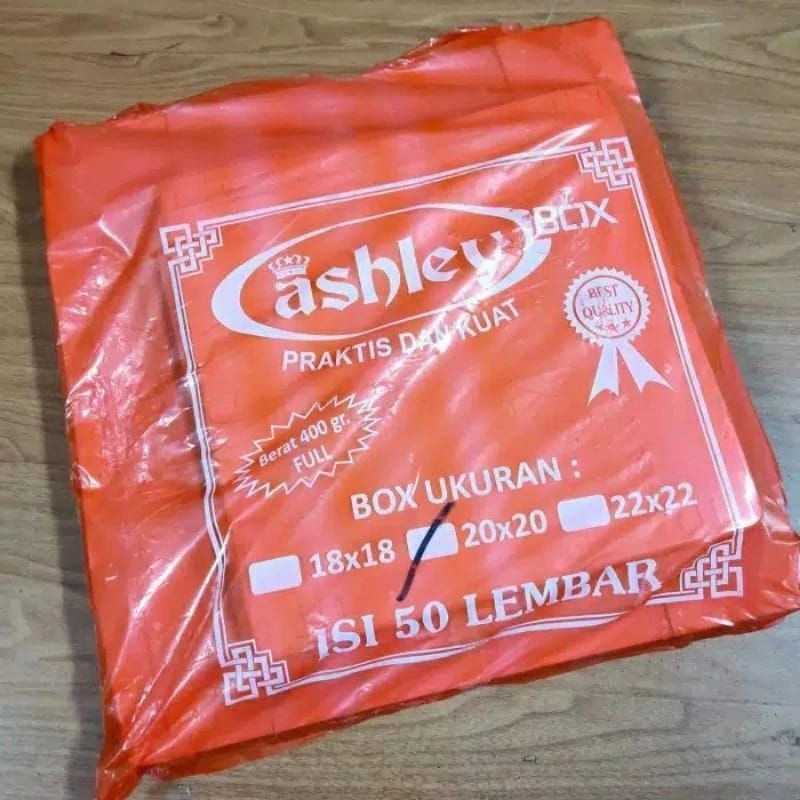 ashley BOX
PRAKTIS DAN KUAT
BEST
QUALITY
Berat 400 gr.
FULL
BOX UKURAN :
18x18 20x20 22x22
ISI 50 LEMBAR